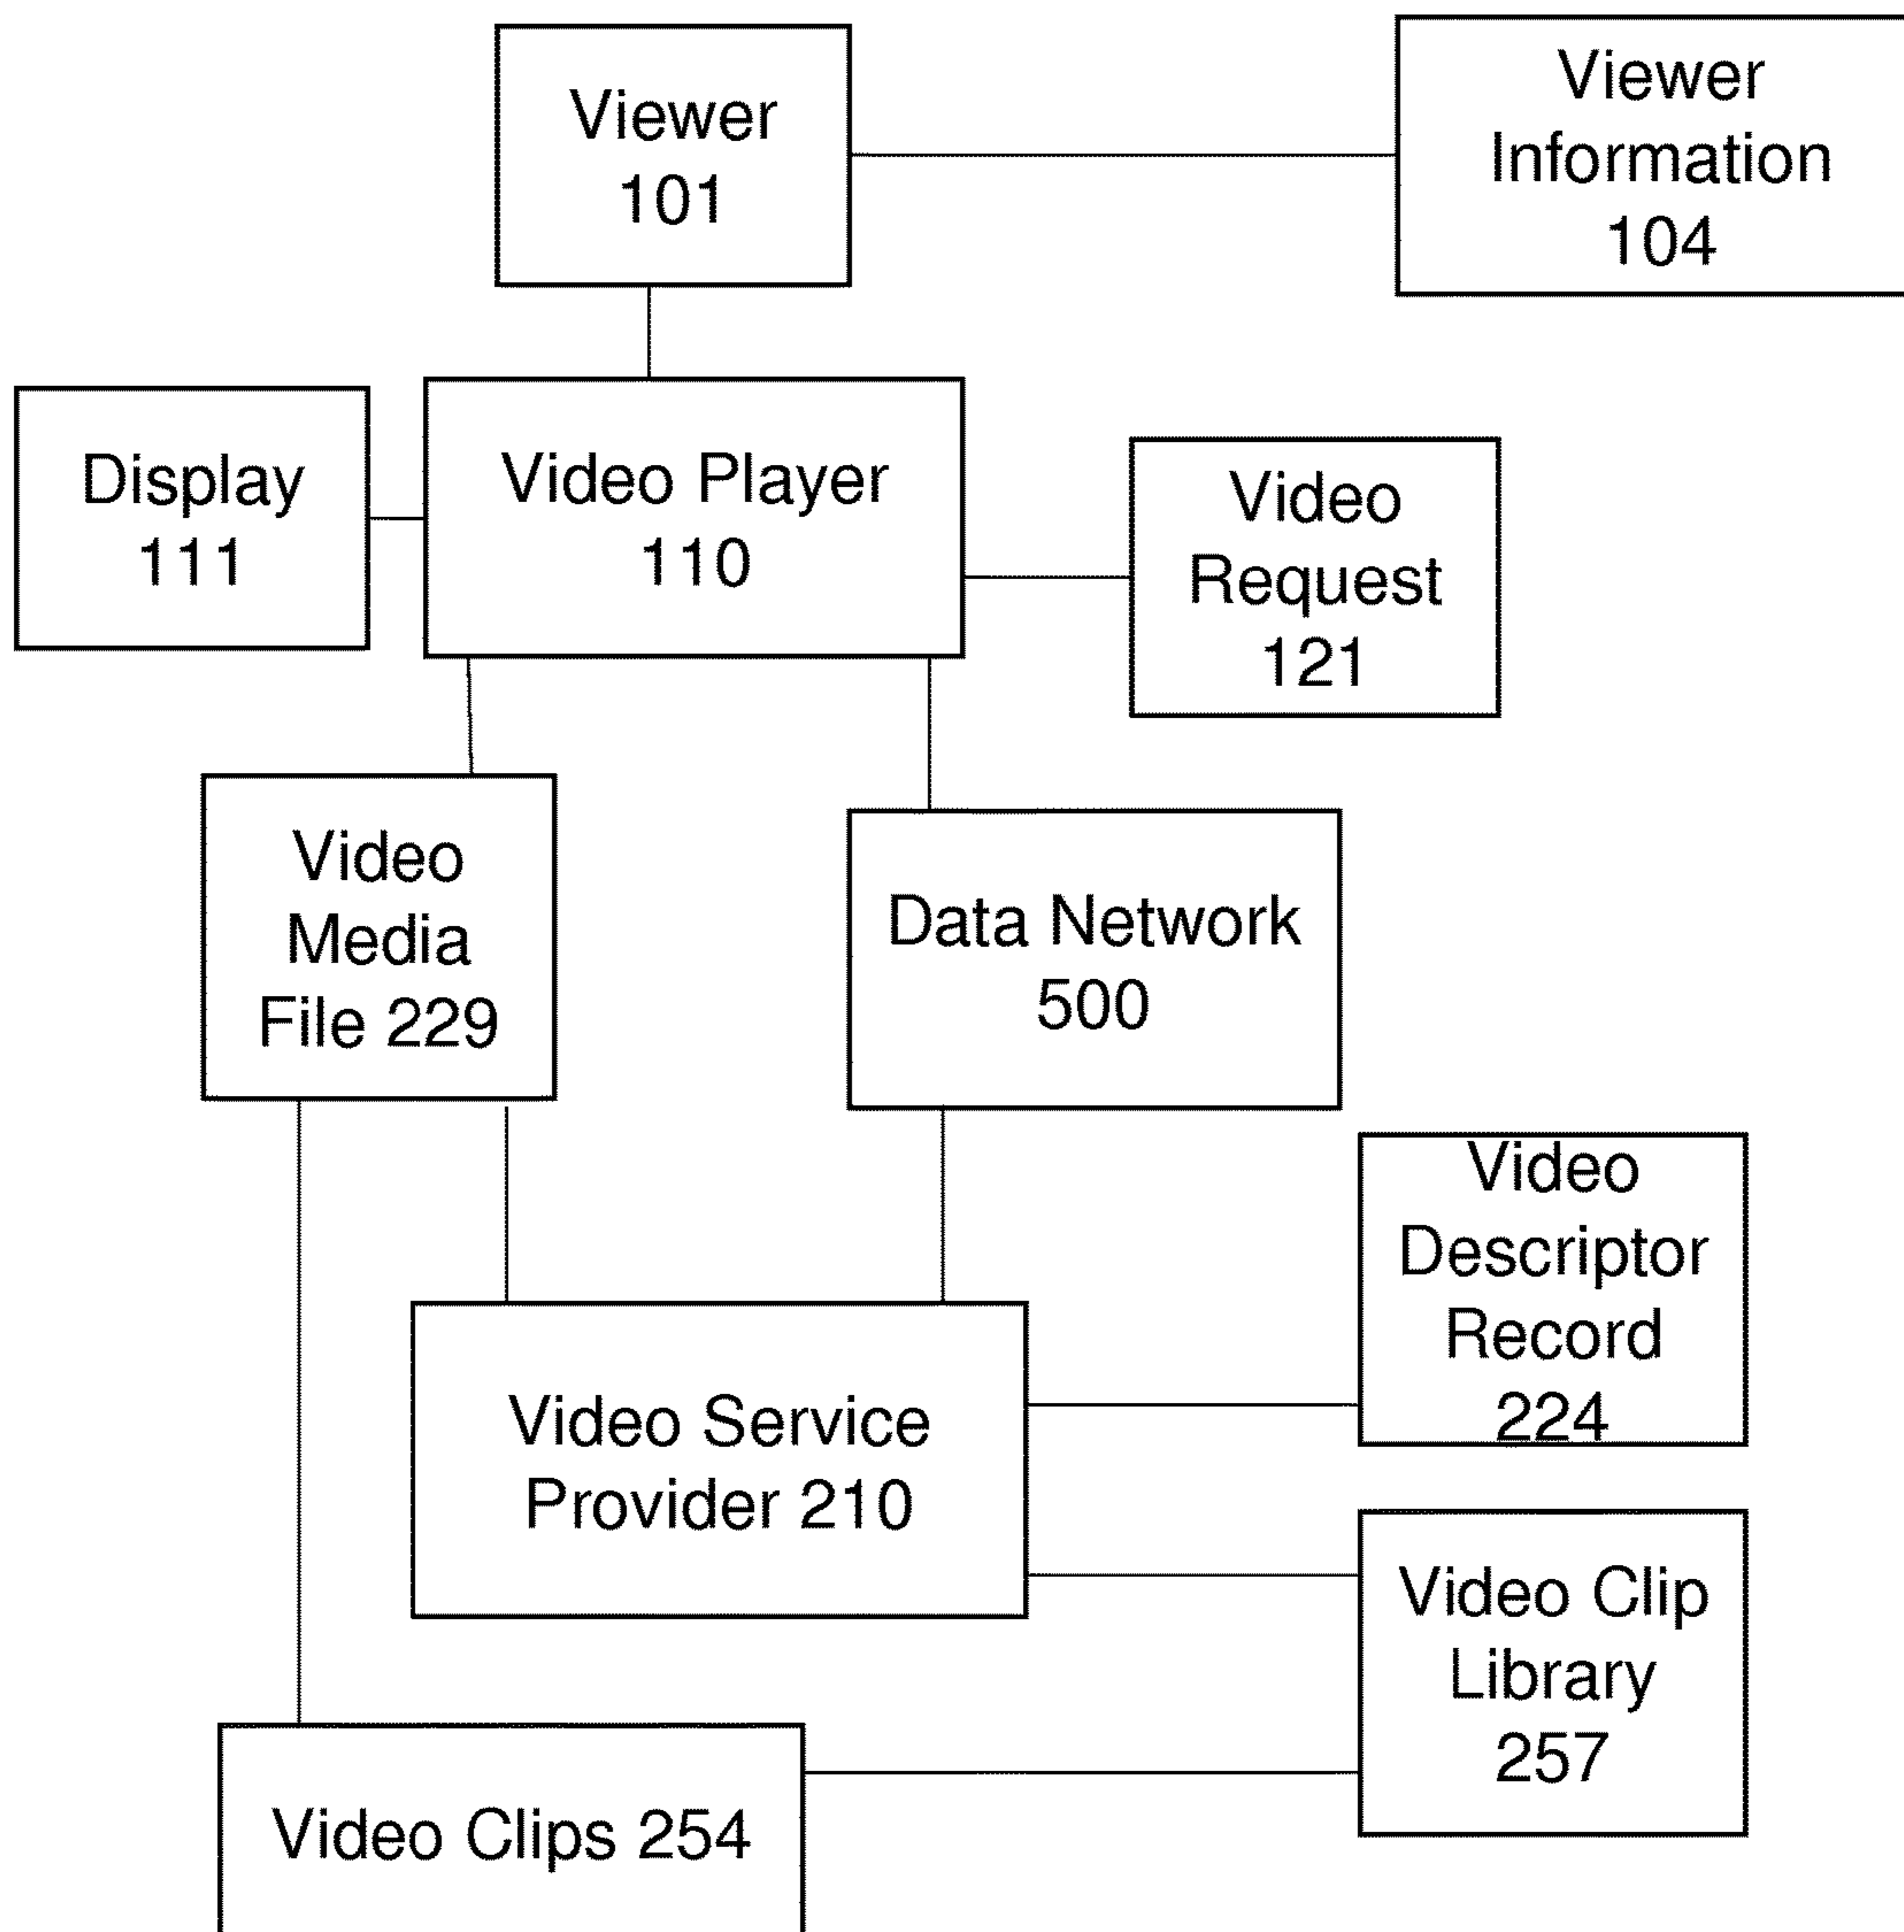 Viewer
101
Viewer
Information
104
Display
111
Video Player
110
Video
Request
121
Video
Media
File 229
Data Network
500
Video
Descriptor
Record
224
Video Service
Provider 210
Video Clip
Library
257
Video Clips 254